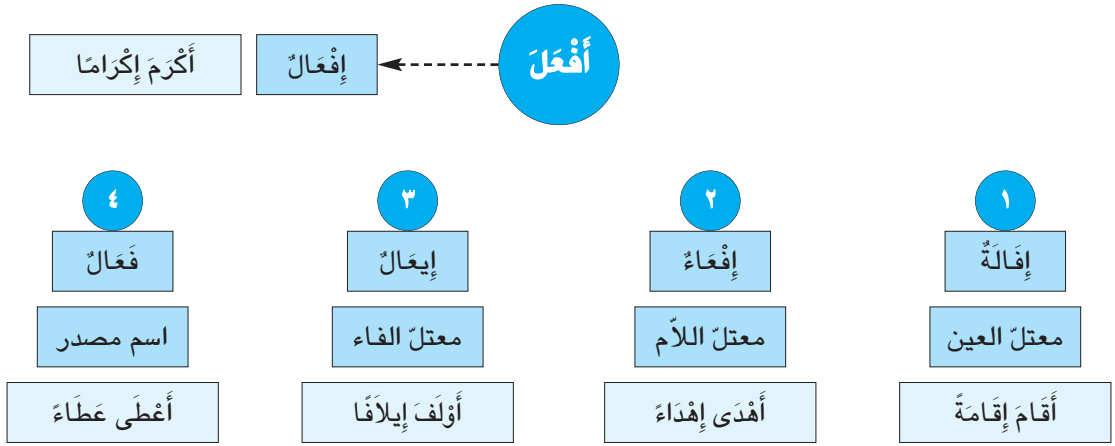 أَفْعَلَ
إِفْعَالٌ
أَكْرَمَ إِكْرَامًا
١
٢
٣
٤
إِفَالَةٌ
إِفْعَاءٌ
إِيعَالٌ
فَعَالٌ
معتلّ العين
معتلّ اللاّم
معتلّ الفاء
اسم مصدر
أَقَامَ إِقَامَةً
أَهْدَى إِهْدَاءً
أَوْلَفَ إِيلاَفًا
أَعْطَى عَطَاءً